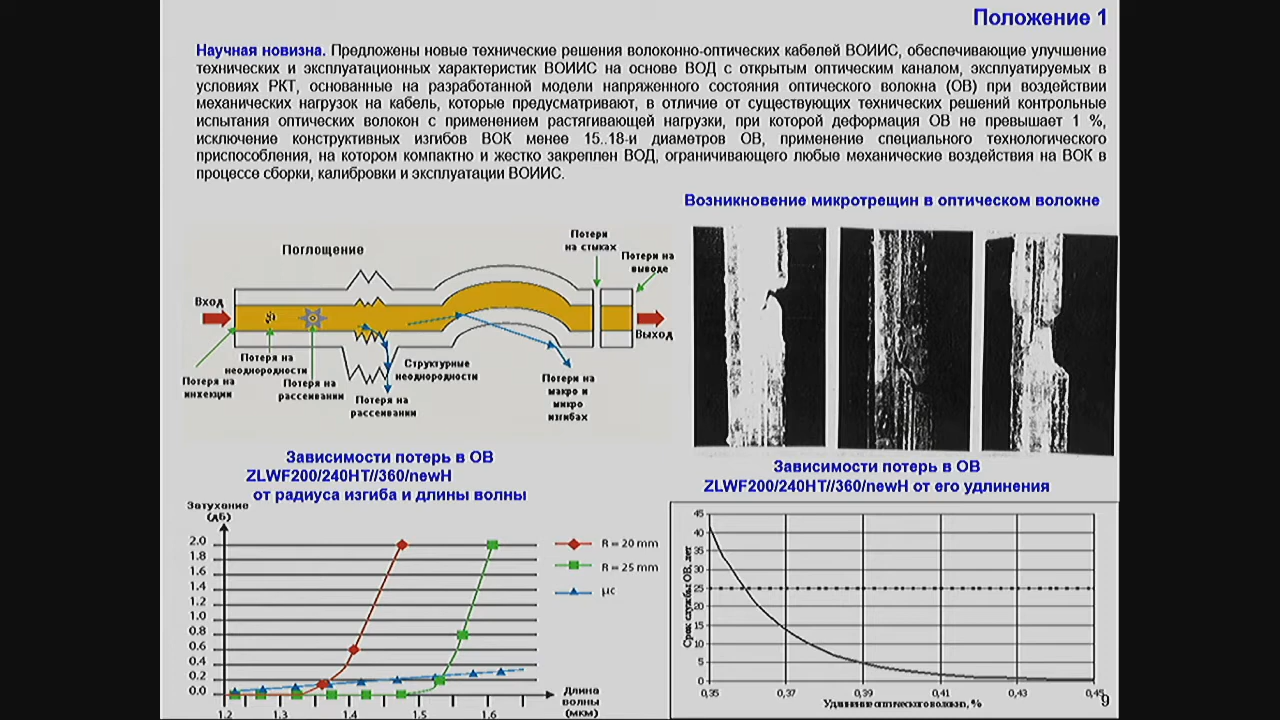 Положение 1
Научная новизна. Предложены новые технические решения волоконно-оптических кабелей ВОИИС, обеспечивающие улучшение
технических и эксплуатационных характеристик ВОИИС на основе ВОД с открытым оптическим каналом, эксплуатируемых в
условиях РКТ, основанные на разработанной модели напряженного состояния оптического волокна (ОВ) при воздействии
механических нагрузок на кабель, которые предусматривают, в отличие от существующих технических решений контрольные
испытания оптических волокон с применением растягивающей нагрузки, при которой деформация ОВ не превышает 1 %,
исключение конструктивных изгибов ВОК менее 15..18-и диаметров ОВ, применение специального технологического
приспособления, на котором компактно и жестко закреплен ВОД, ограничивающего любые механические воздействия на ВОК в
процессе сборки, калибровки и эксплуатации ВОИИС.
Возникновение микротрещин в оптическом волокне
Поглощение
Потери
на стыках
Потери на
выводе
Вход
Выход
Потеря на
неоднородности
Структурные
неоднородности
Потеря на
инжекции
Потеря на
рассеивании
Потеря на
рассеивании
Потери на
макро и
микро
изгибах
Зависимости потерь в ОВ
ZLWF200/240HT//360/newH
от радиуса изгиба и длины волны
Зависимости потерь в ОВ
ZLWF200/240HT//360/newH от его удлинения
Затухание
(дБ)
2.0
1.8
1.6
1.4
1.2
1.0
0.8
0.6
0.4
0.2
0.0
1.2 1.3 1.4 1.5 1.6
Длина
волны
(мкм)
R = 20 mm
R = 25 mm
μc
Срок службы ОВ, лет
45
40
35
30
25
20
15
10
5
0
0,35 0,37 0,39 0,41 0,43 0,45
Удлинение оптического волокно, %
9